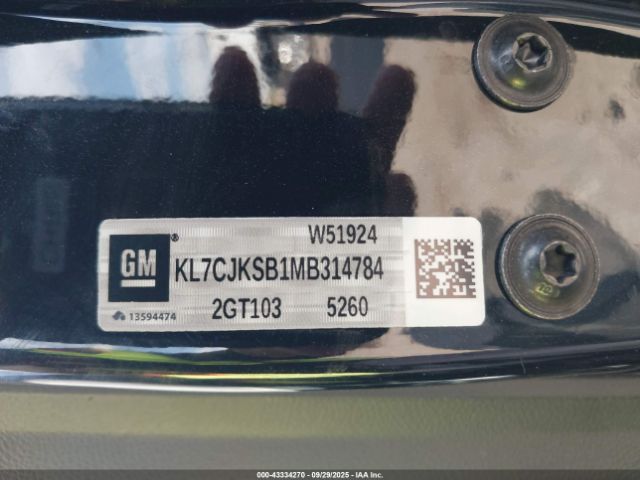 W51924
GM®
KL7CJKSB1MB314784
2GT103 5260
13594474
000-43334270 - 09/29/2025 - IAA Inc.